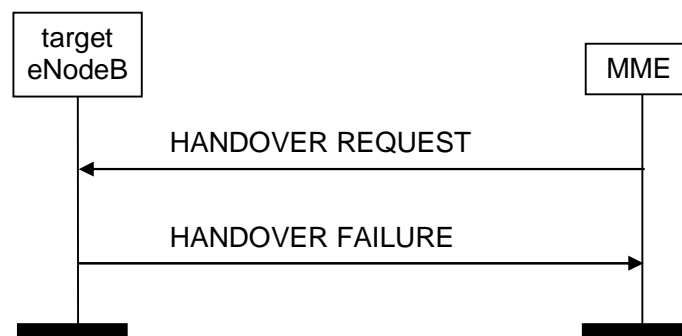 target
eNodeB
MME
HANDOVER REQUEST
HANDOVER FAILURE